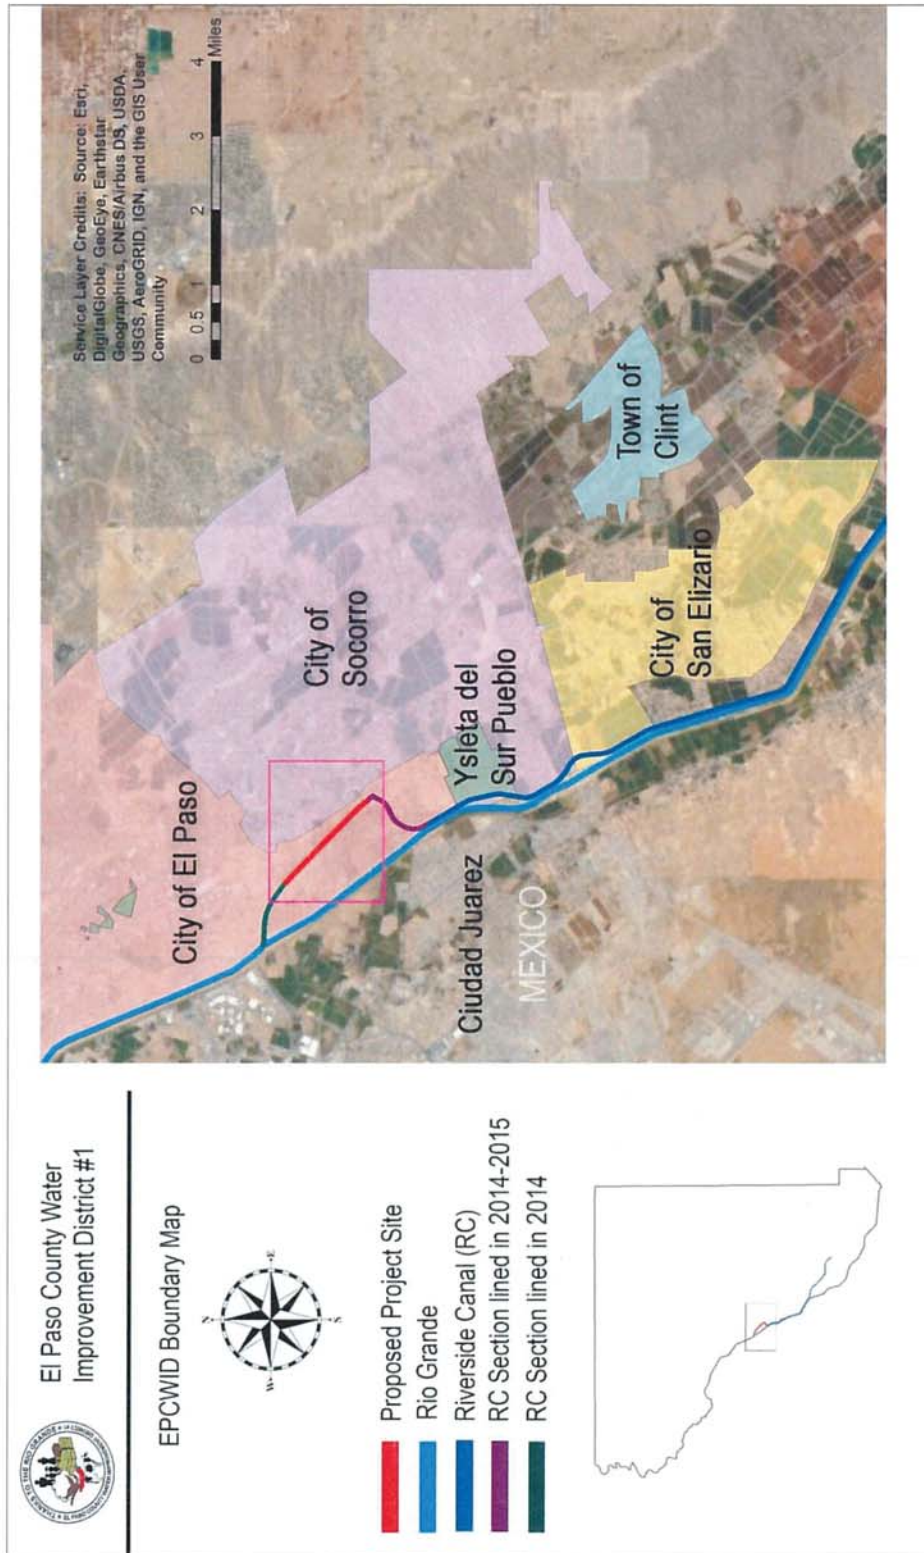 El Paso County Water
Improvement District #1
EPCWID Boundary Map
N
E
S
W
Proposed Project Site
Rio Grande
Riverside Canal (RC)
RC Section lined in 2014-2015
RC Section lined in 2014
Service Layer Credits: Source: Esri,
DigitalGlobe, GeoEye, Earthstar
Geographics, CNES/Airbus DS, USDA,
USGS, AeroGRID, IGN, and the GIS User
Community
0 0.5 1 2 3 4
Miles
City of El Paso
City of
Socorro
Ysleta del
Sur Pueblo
Ciudad Juarez
MEXICO
Town of
Clint
City of
San Elizario